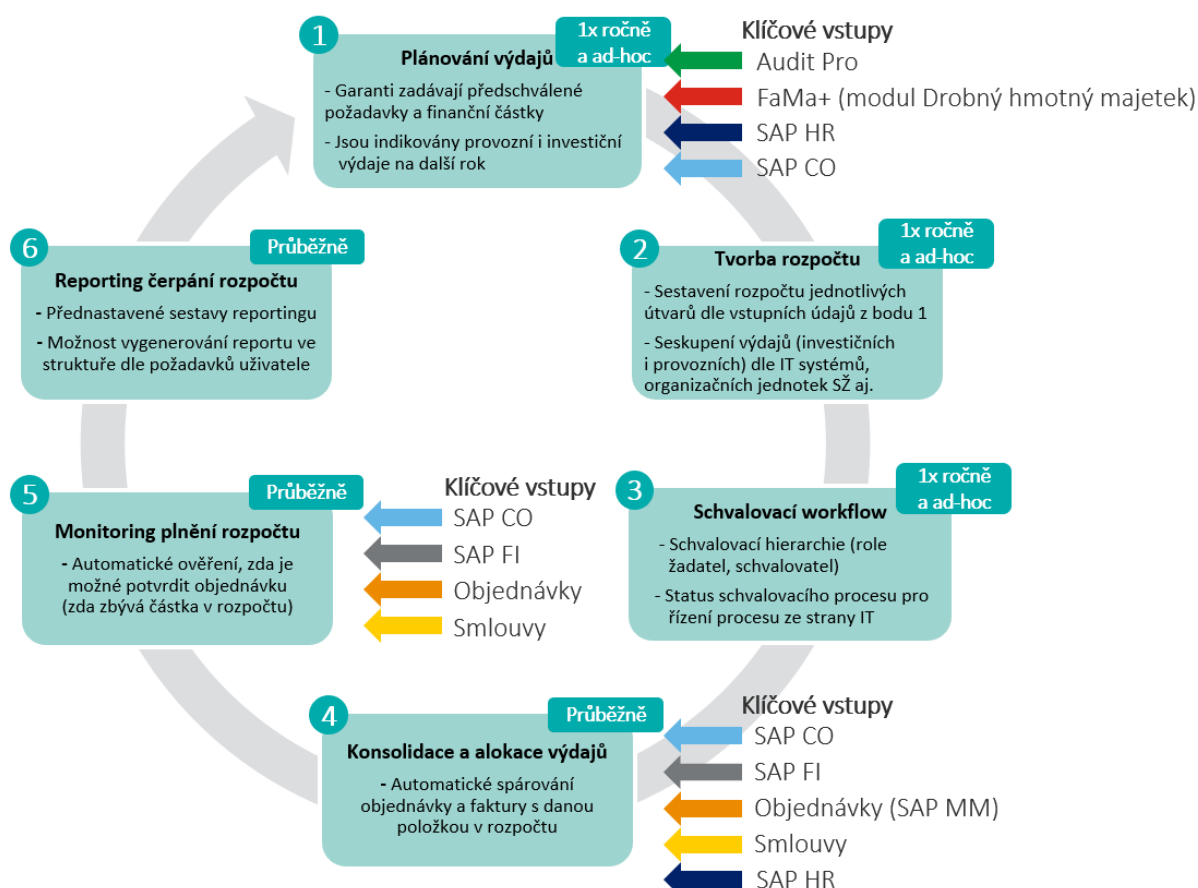 1
1x ročně
a ad-hoc
Plánování výdajů
- Garanti zadávají předschválené
požadavky a finanční částky
- Jsou indikovány provozní i investiční
výdaje na další rok
Klíčové vstupy
Audit Pro
FaMa+ (modul Drobný hmotný majetek)
SAP HR
SAP CO
2
1x ročně
a ad-hoc
Tvorba rozpočtu
- Sestavení rozpočtu jednotlivých
útvarů dle vstupních údajů z bodu 1
- Seskupení výdajů (investičních
i provozních) dle IT systémů,
organizačních jednotek SŽ aj.
3
1x ročně
a ad-hoc
Schvalovací workflow
- Schvalovací hierarchie (role
žadatel, schvalovatel)
- Status schvalovacího procesu pro
řízení procesu ze strany IT
4
Průběžně
Konsolidace a alokace výdajů
- Automatické spárování
objednávky a faktury s danou
položkou v rozpočtu
Klíčové vstupy
SAP CO
SAP FI
Objednávky (SAP MM)
Smlouvy
SAP HR
5
Průběžně
Monitoring plnění rozpočtu
- Automatické ověření, zda je
možné potvrdit objednávku
(zda zbývá částka v rozpočtu)
Klíčové vstupy
SAP CO
SAP FI
Objednávky
Smlouvy
6
Průběžně
Reporting čerpání rozpočtu
- Přednastavené sestavy reportingu
- Možnost vygenerování reportu ve
struktuře dle požadavků uživatele